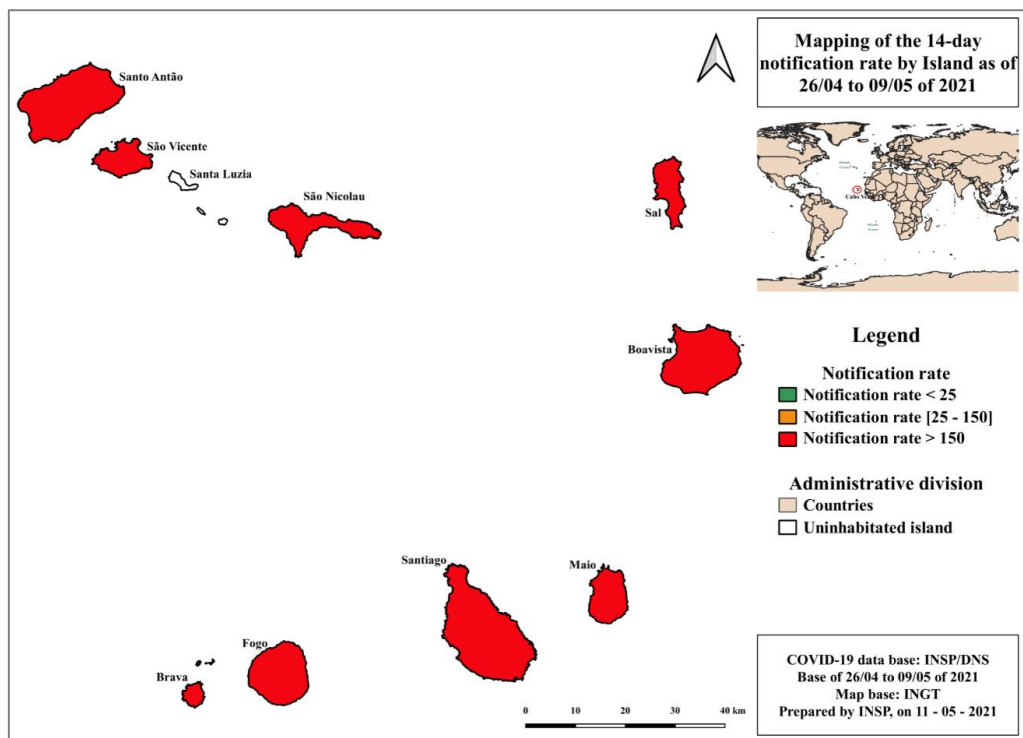 Mapping of the 14-day
notification rate by Island as of
26/04 to 09/05 of 2021
Santo Antão
São Vicente
Santa Luzia
São Nicolau
Sal
Boavista
Santiago
Maio
Fogo
Brava
Legend
Notification rate
Notification rate < 25
Notification rate [25 - 150]
Notification rate > 150
Administrative division
Countries
Uninhabitated island
0 10 20 30 40 km
COVID-19 data base: INSP/DNS
Base of 26/04 to 09/05 of 2021
Map base: INGT
Prepared by INSP, on 11 - 05 - 2021